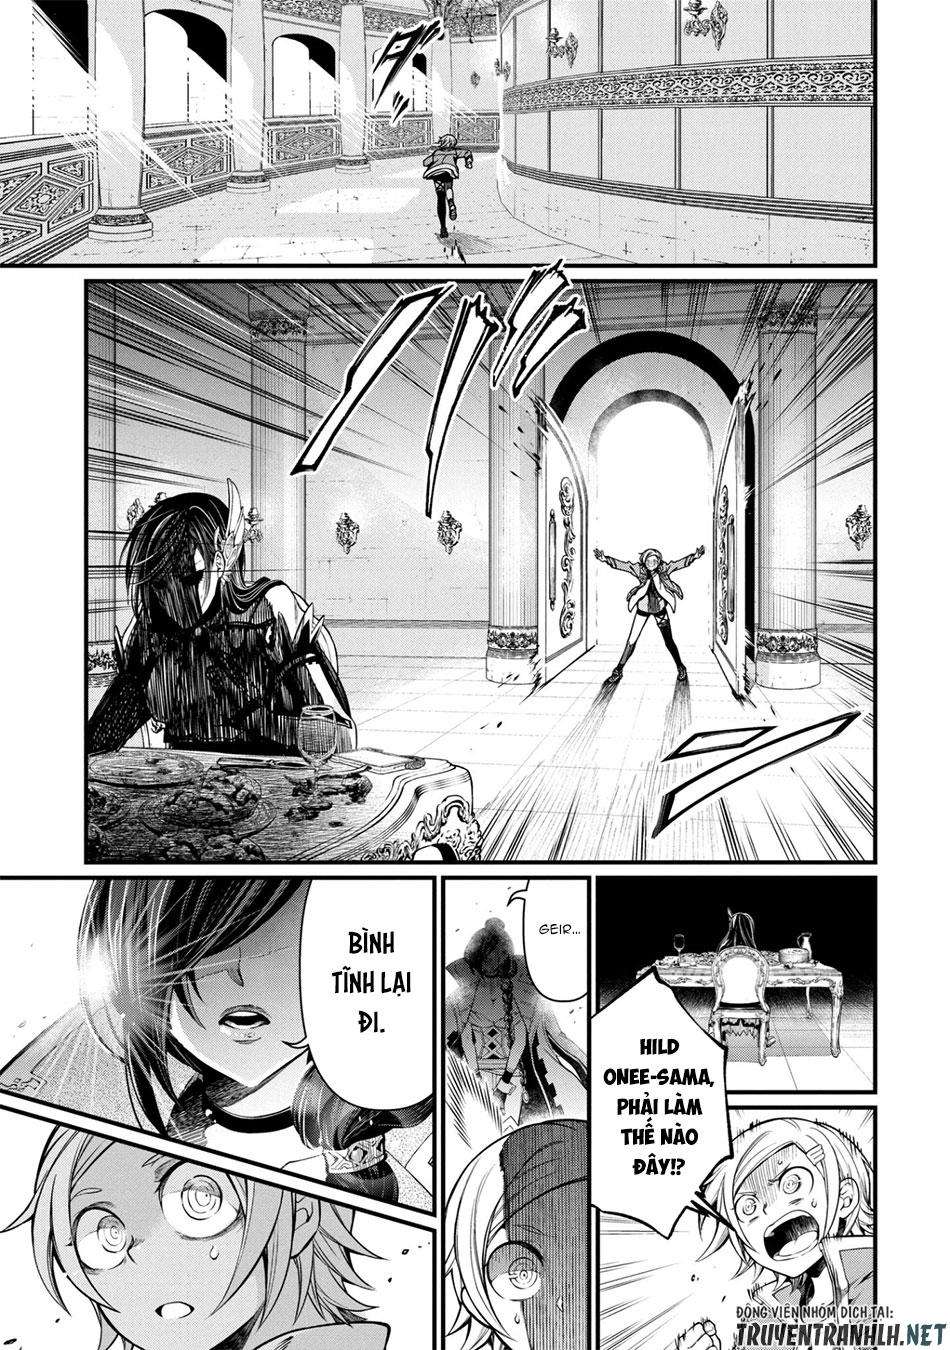 HILD
ONEE-SAMA,
PHẢI LÀM
THẾ NÀO
ĐÂY!?
GEIR...
BÌNH
TĨNH LẠI
ĐI.
ĐỘNG VIÊN NHÓM DỊCH TẠI:
TRUYENTRANHLH.NET